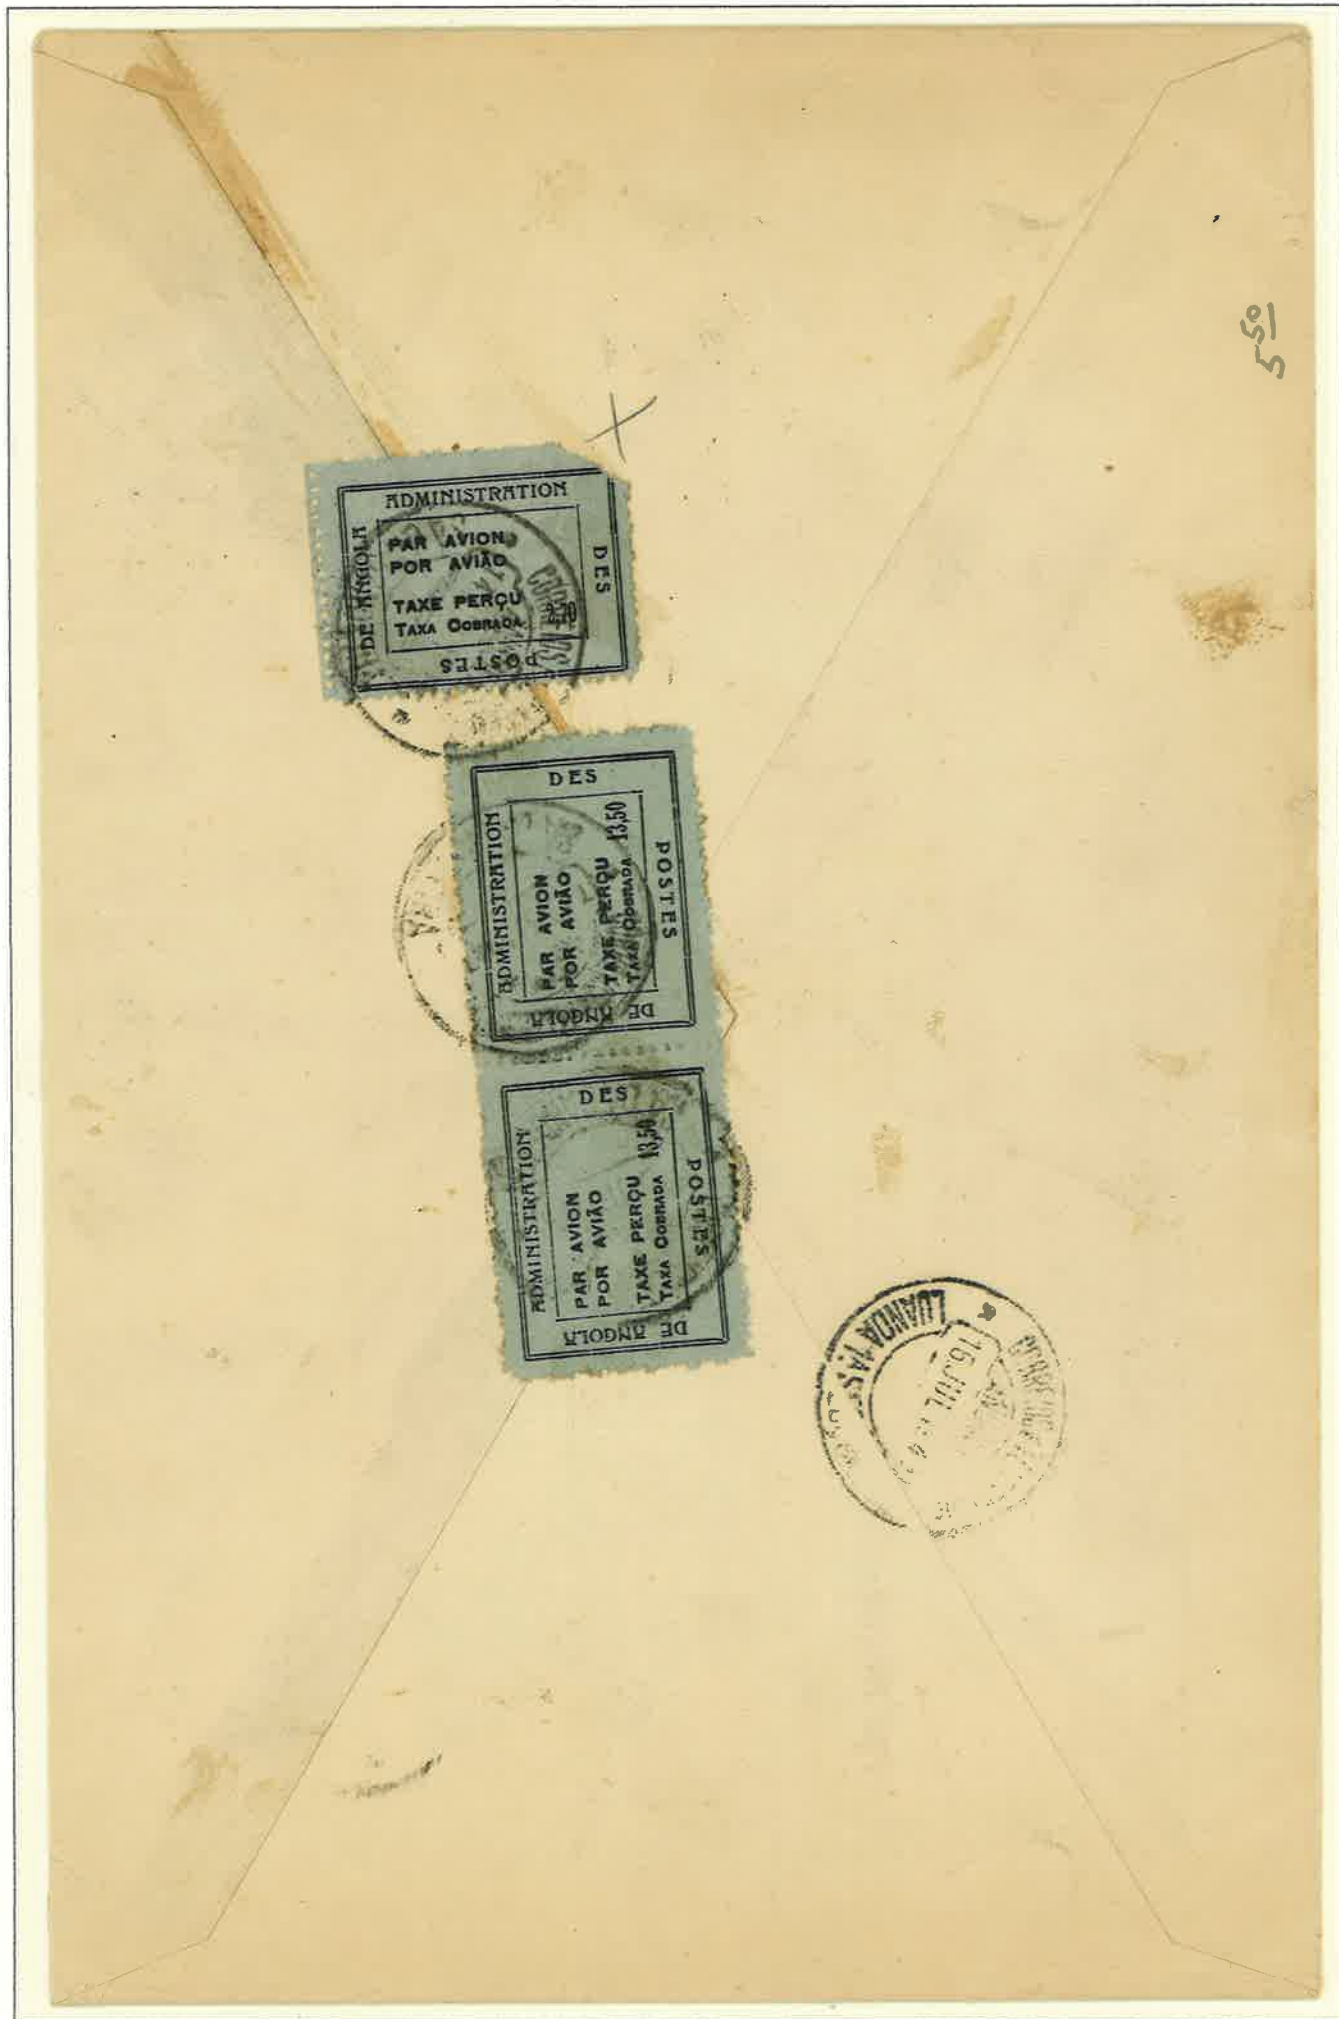 5 50
ADMINISTRATION
DES
POSTES
DE ANGOLA
PAR AVION
POR AVIÃO
TAXE PERÇU
TAXA COBRADA
ADMINISTRATION
DES
POSTES
DE ANGOLA
PAR AVION
POR AVIÃO
TAXE PERÇU 13,50
TAXA COBRADA
ADMINISTRATION
DES
POSTES
DE ANGOLA
PAR AVION
POR AVIÃO
TAXE PERÇU 13,50
TAXA COBRADA
LUANDA